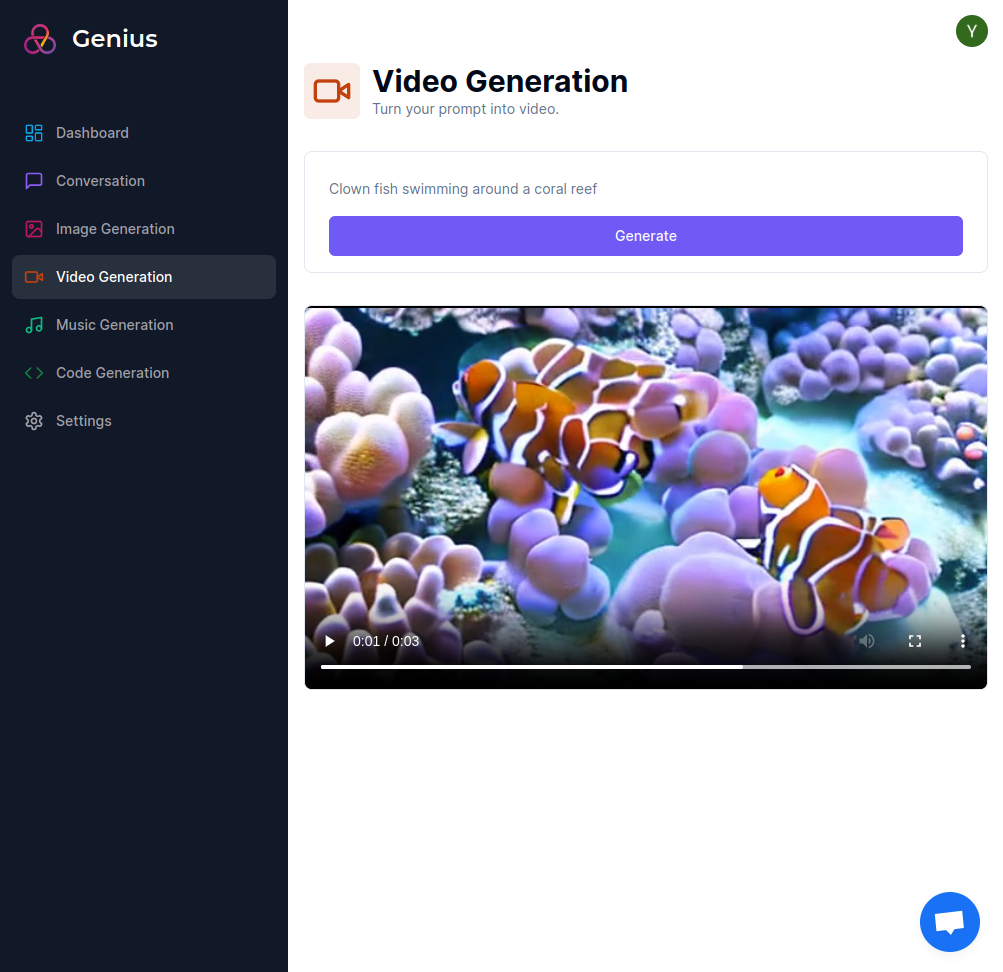 Genius
Y
Dashboard
Conversation
Image Generation
Video Generation
Music Generation
Code Generation
Settings
Video Generation
Turn your prompt into video.
Clown fish swimming around a coral reef
Generate
0:01 / 0:03